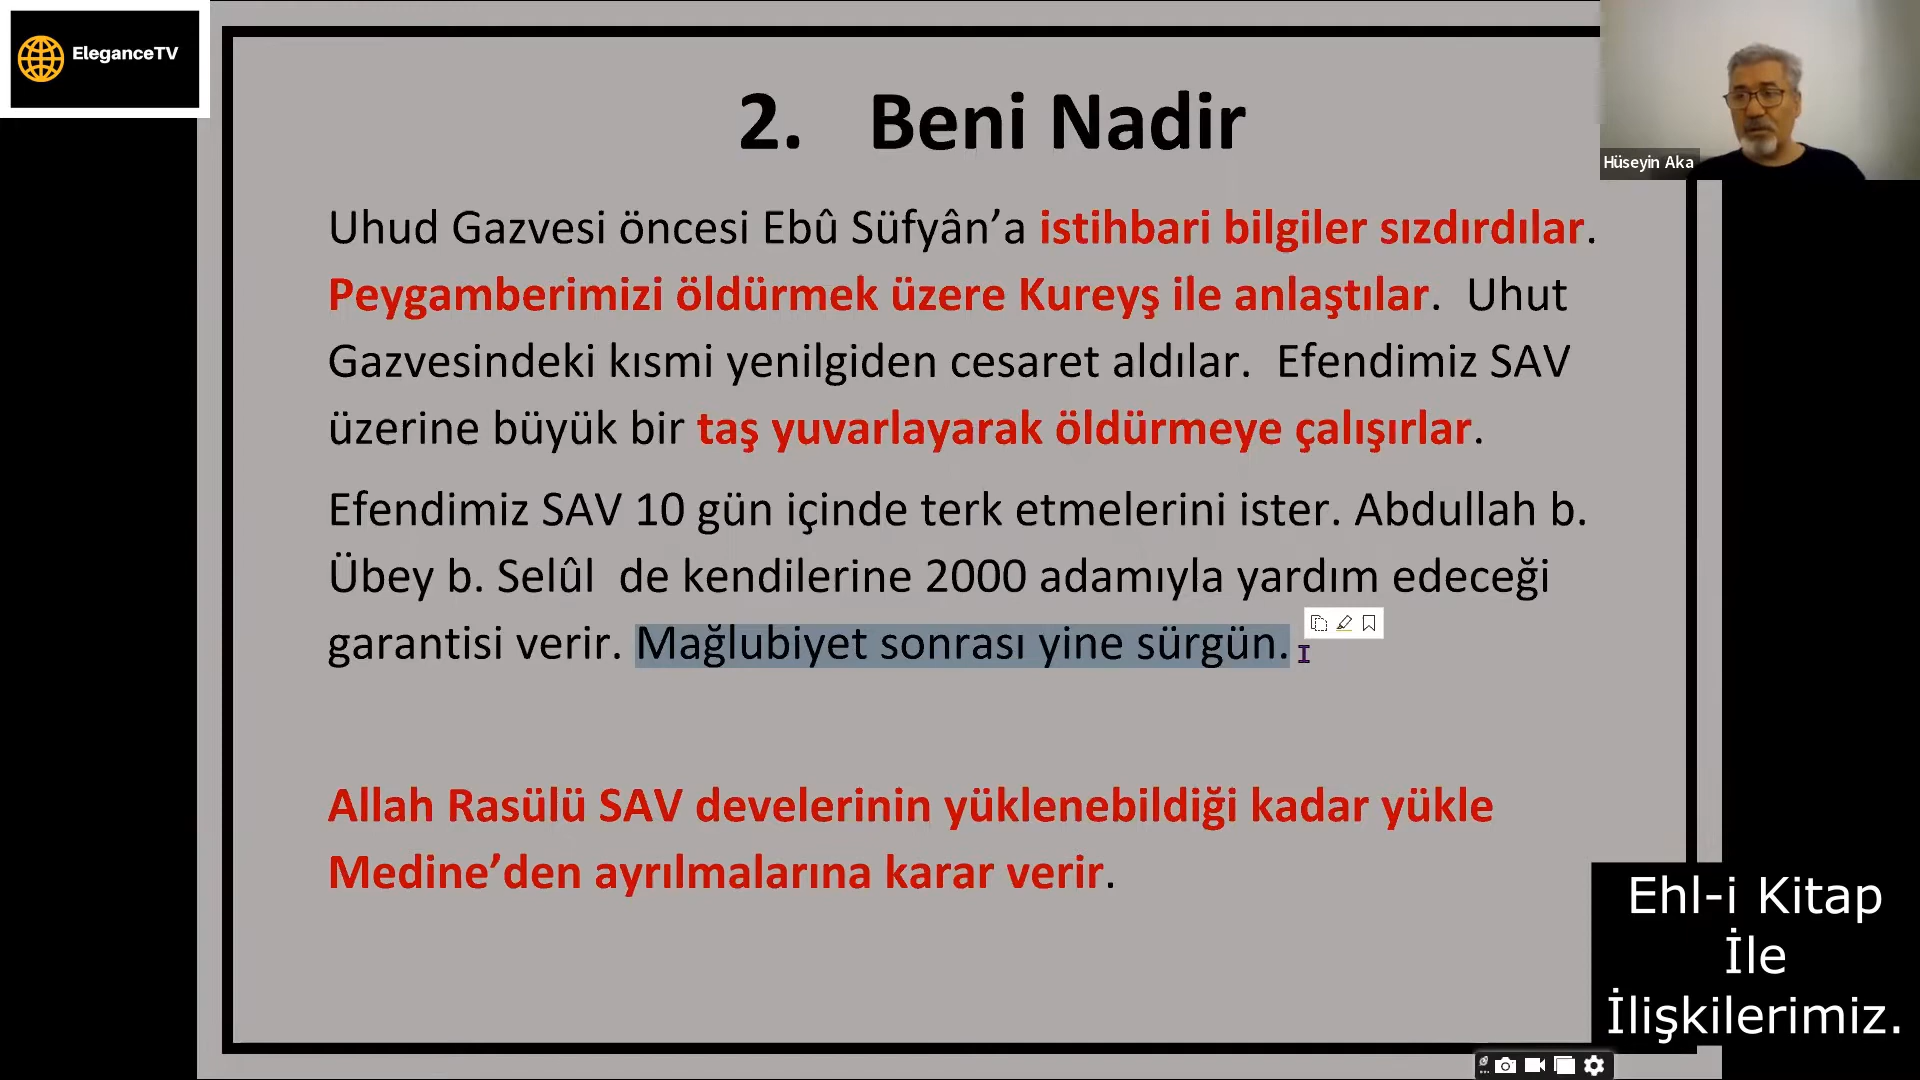 EleganceTV
2. Beni Nadir
Hüseyin Aka
Uhud Gazvesi öncesi Ebû Süfyân’a istihbari bilgiler sızdırdılar.
Peygamberimizi öldürmek üzere Kureyş ile anlaştılar. Uhut
Gazvesindeki kısmi yenilgiden cesaret aldılar. Efendimiz SAV
üzerine büyük bir taş yuvarlayarak öldürmeye çalışırlar.
Efendimiz SAV 10 gün içinde terk etmelerini ister. Abdullah b.
Übey b. Selûl de kendilerine 2000 adamıyla yardım edeceği
garantisi verir. Mağlubiyet sonrası yine sürgün.
Allah Rasülü SAV develerinin yüklenebildiği kadar yükle
Medine’den ayrılmalarına karar verir.
Ehl-i Kitap
İle
İlişkilerimiz.